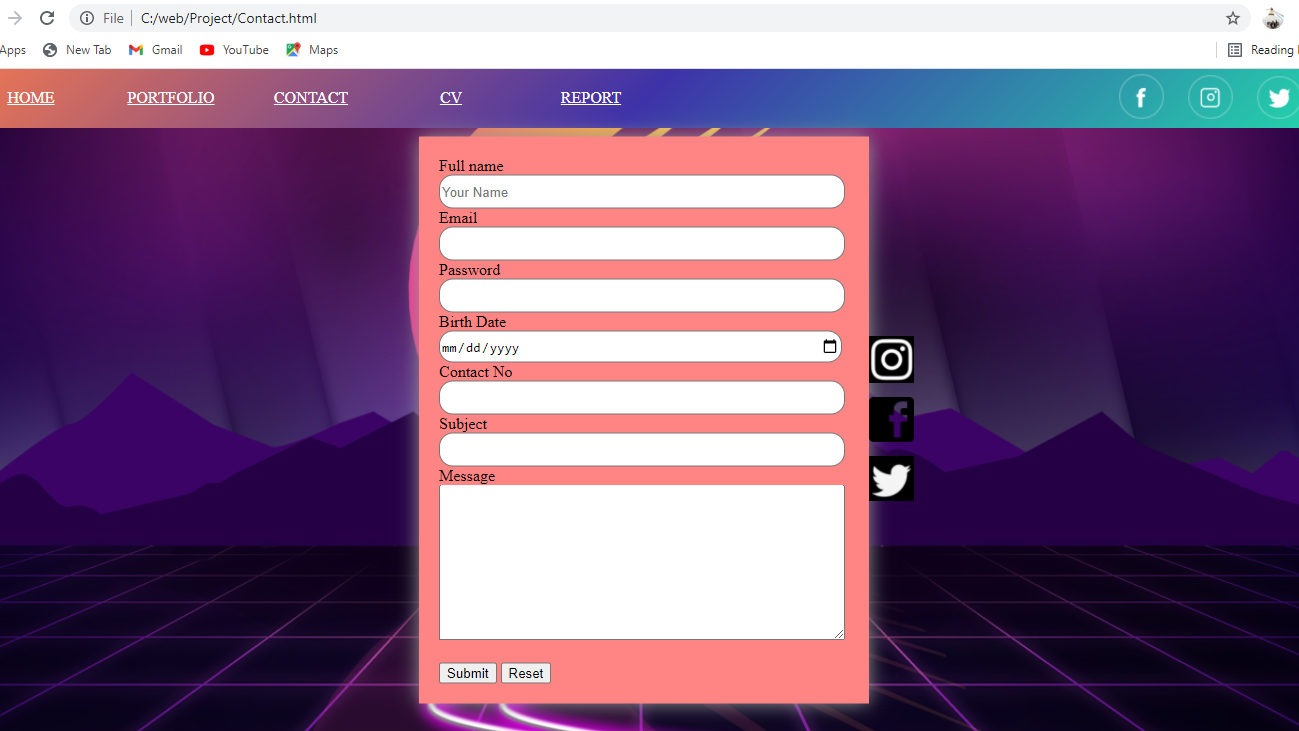 File C:/web/Project/Contact.html
Apps New Tab Gmail YouTube Maps Reading
HOME PORTFOLIO CONTACT CV REPORT
Full name
Your Name
Email
Password
Birth Date
mm/dd/yyyy
Contact No
Subject
Message
Submit Reset